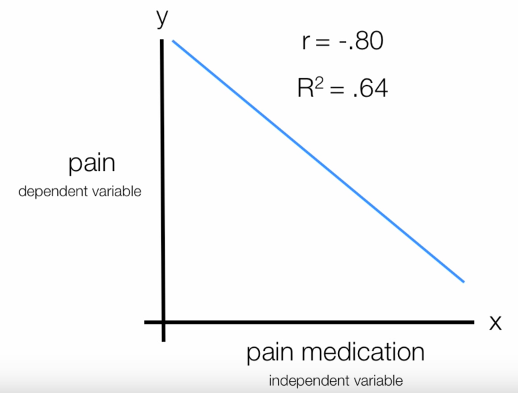 y
r = -.80
R² = .64
pain
dependent variable
x
pain medication
independent variable